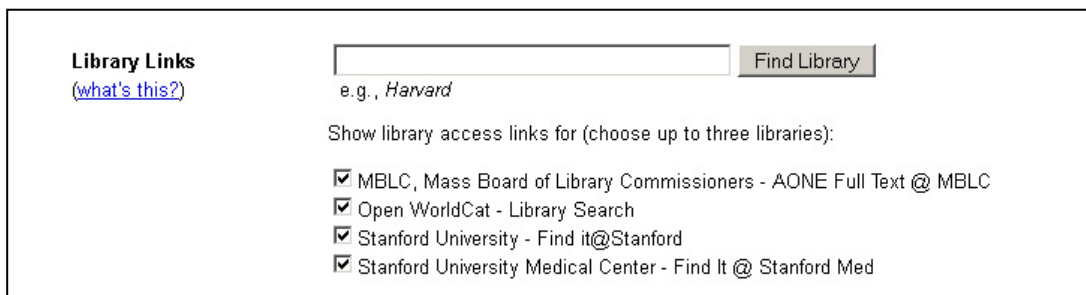 Library Links
Find Library
(what's this?)
e.g., Harvard
Show library access links for (choose up to three libraries):
MBLC, Mass Board of Library Commissioners - AONE Full Text @ MBLC
Open WorldCat - Library Search
Stanford University - Find it@Stanford
Stanford University Medical Center - Find It @ Stanford Med